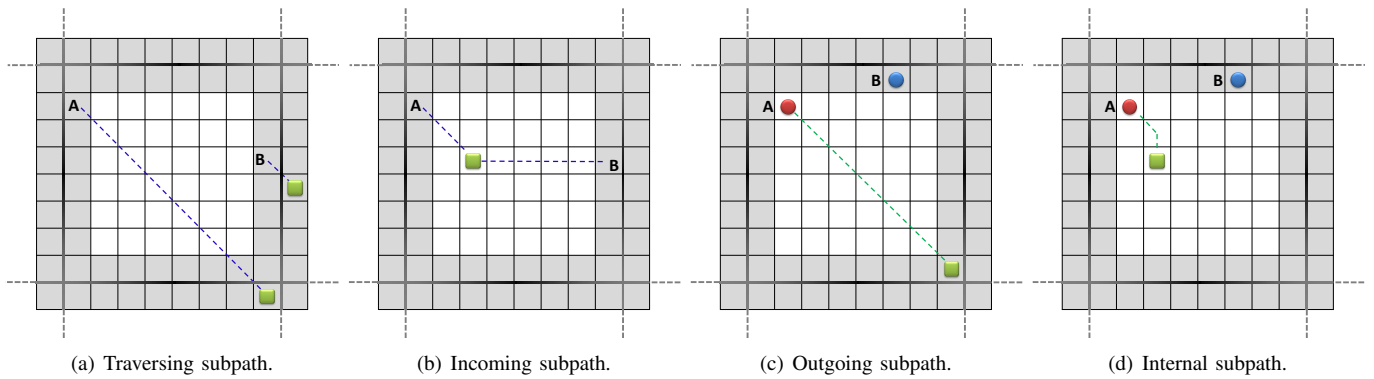 A
B
(a) Traversing subpath.
A
B
(b) Incoming subpath.
B
A
(c) Outgoing subpath.
B
A
(d) Internal subpath.